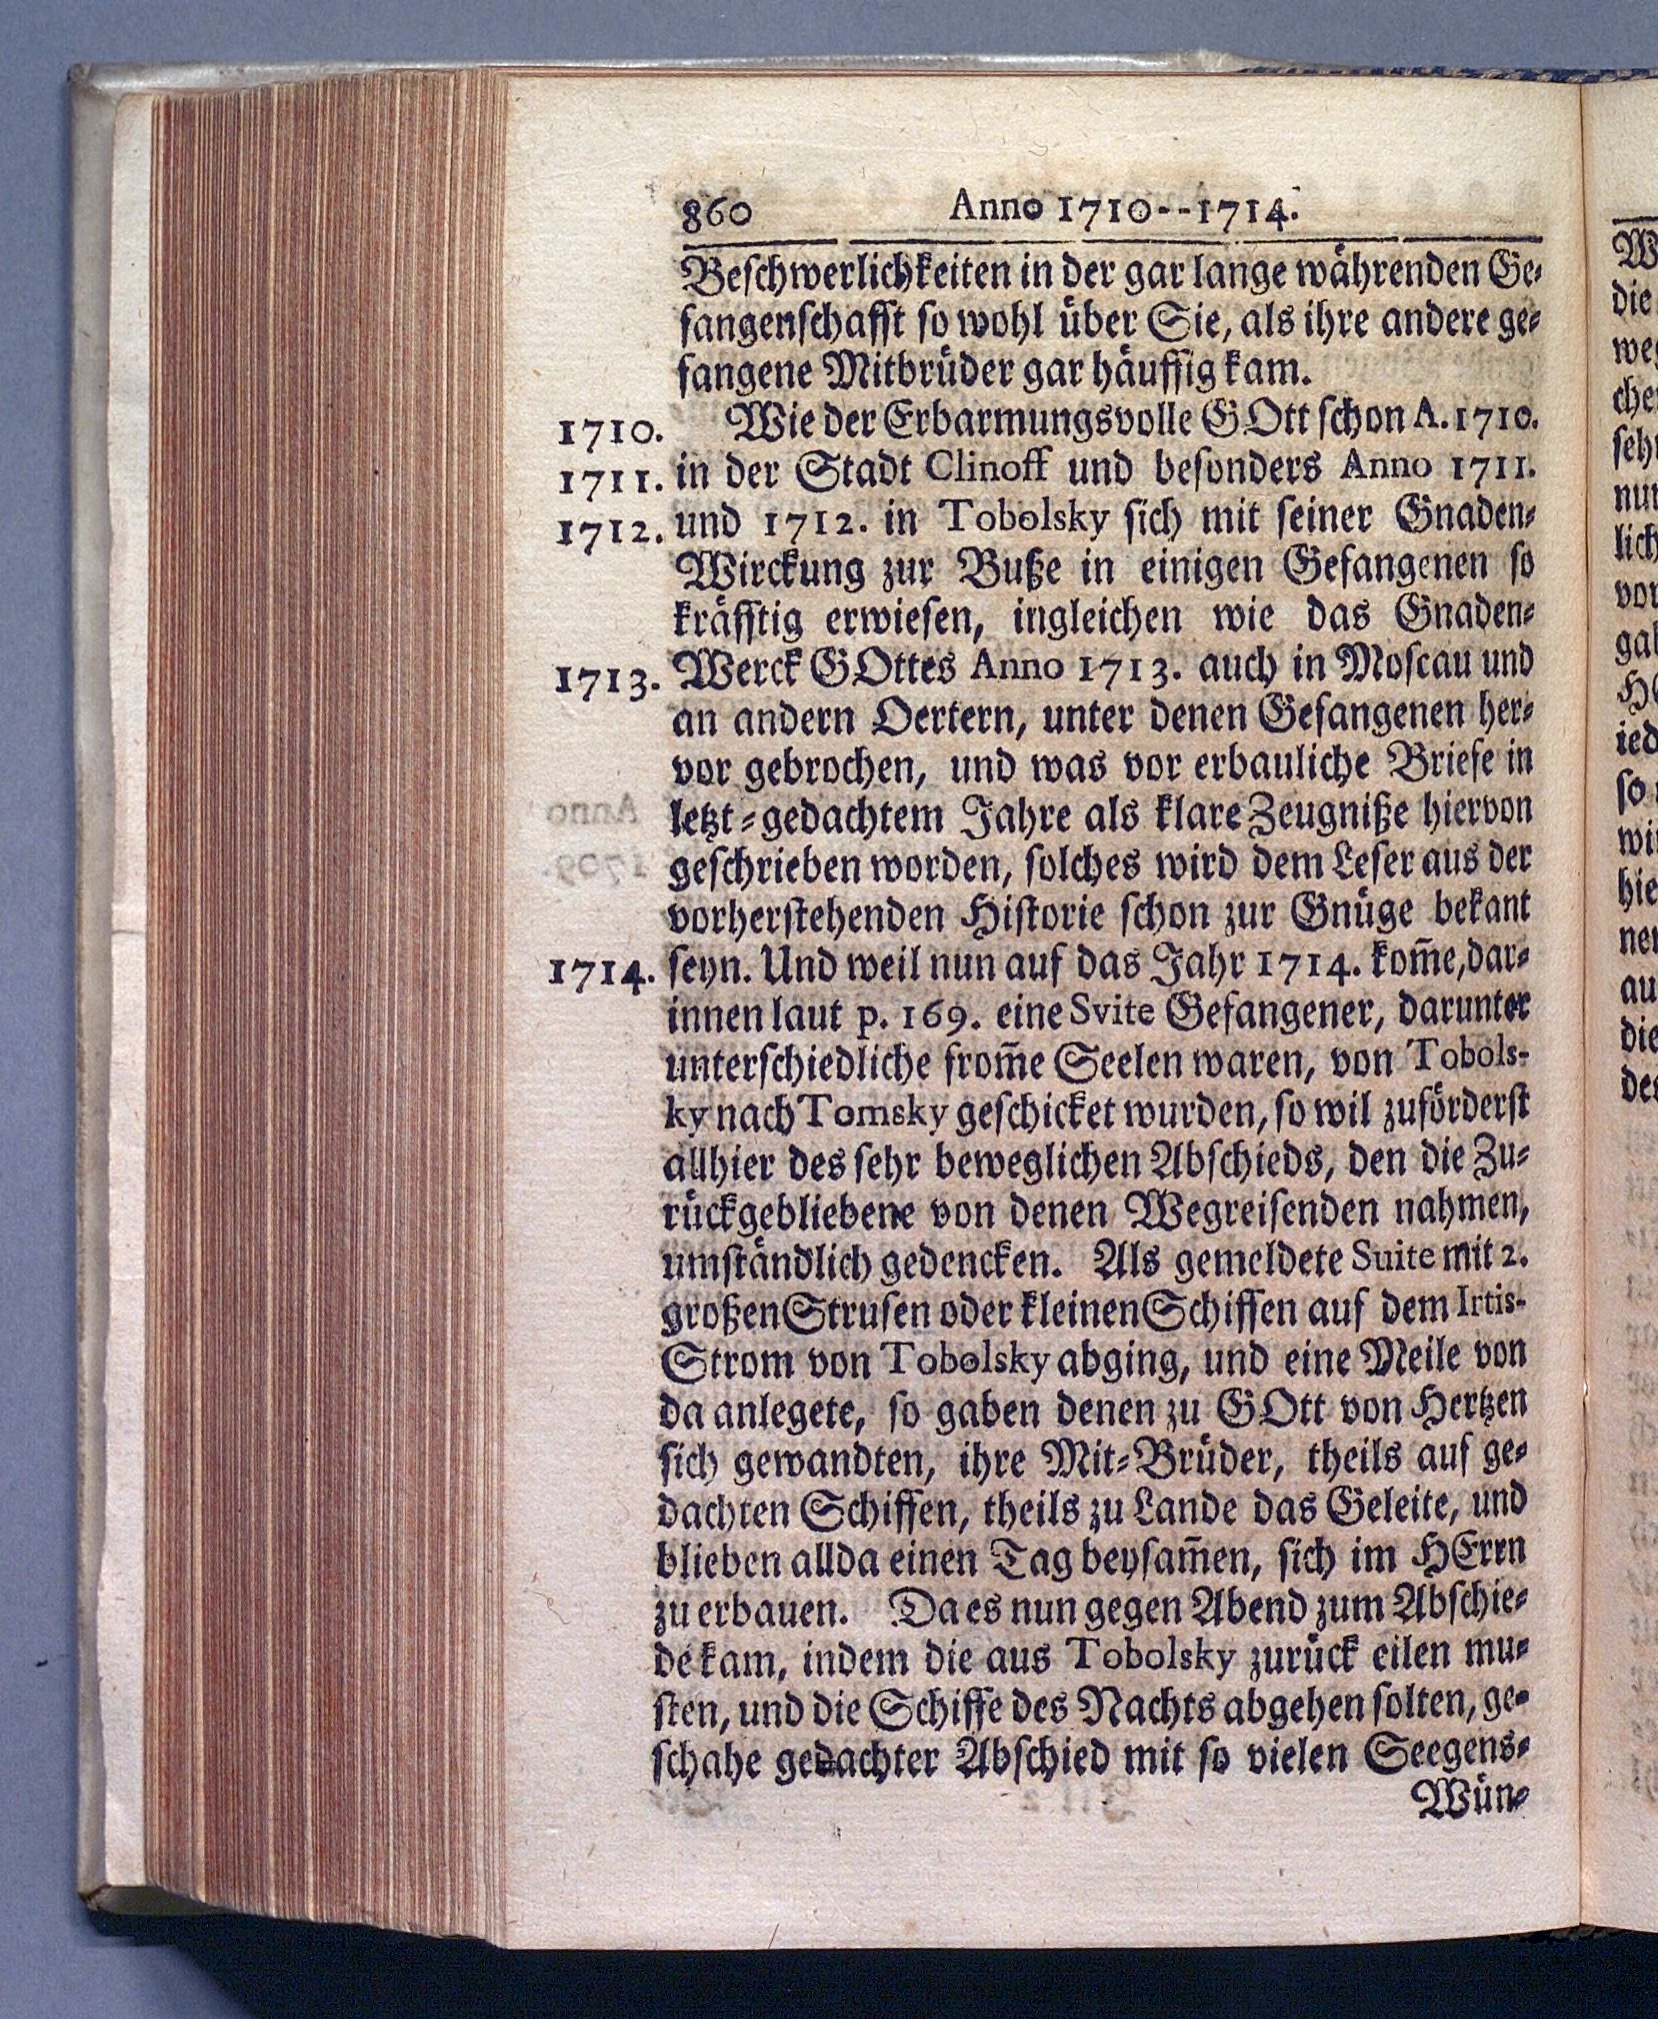 860 Anno 1710--1714.
Beschwerlichkeiten in der gar lange währenden Ge-
fangenschafft so wohl über Sie, als ihre andere ge-
fangene Mitbrüder gar häuffig kam.
1710. Wie der Erbarmungsvolle GOtt schon A. 1710.
1711. in der Stadt Clinoff und besonders Anno 1711.
1712. und 1712. in Tobolsky sich mit seiner Gnaden-
Wirckung zur Buße in einigen Gefangenen so
kräfftig erwiesen, ingleichen wie das Gnaden-
1713. Werck GOttes Anno 1713. auch in Moscau und
an andern Oertern, unter denen Gefangenen her-
vor gebrochen, und was vor erbauliche Briefe in
letzt-gedachtem Jahre als klare Zeugniße hiervon
geschrieben worden, solches wird dem Leser aus der
vorherstehenden Historie schon zur Gnüge bekant
1714. seyn. Und weil nun auf das Jahr 1714. kom̃e, dar-
innen laut p. 169. eine Svite Gefangener, darunter
unterschiedliche from̃e Seelen waren, von Tobols-
ky nach Tomsky geschicket wurden, so wil zuförderst
allhier des sehr beweglichen Abschieds, den die Zu-
rückgebliebene von denen Wegreisenden nahmen,
umständlich gedencken. Als gemeldete Suite mit 2.
großen Strusen oder kleinen Schiffen auf dem Irtis-
Strom von Tobolsky abging, und eine Meile von
da anlegete, so gaben denen zu GOtt von Hertzen
sich gewandten, ihre Mit-Brüder, theils auf ge-
dachten Schiffen, theils zu Lande das Geleite, und
blieben allda einen Tag beysam̃en, sich im HErrn
zu erbauen. Da es nun gegen Abend zum Abschie-
de kam, indem die aus Tobolsky zurück eilen mu-
sten, und die Schiffe des Nachts abgehen solten, ge-
schahe gedachter Abschied mit so vielen Seegens-
Wün-